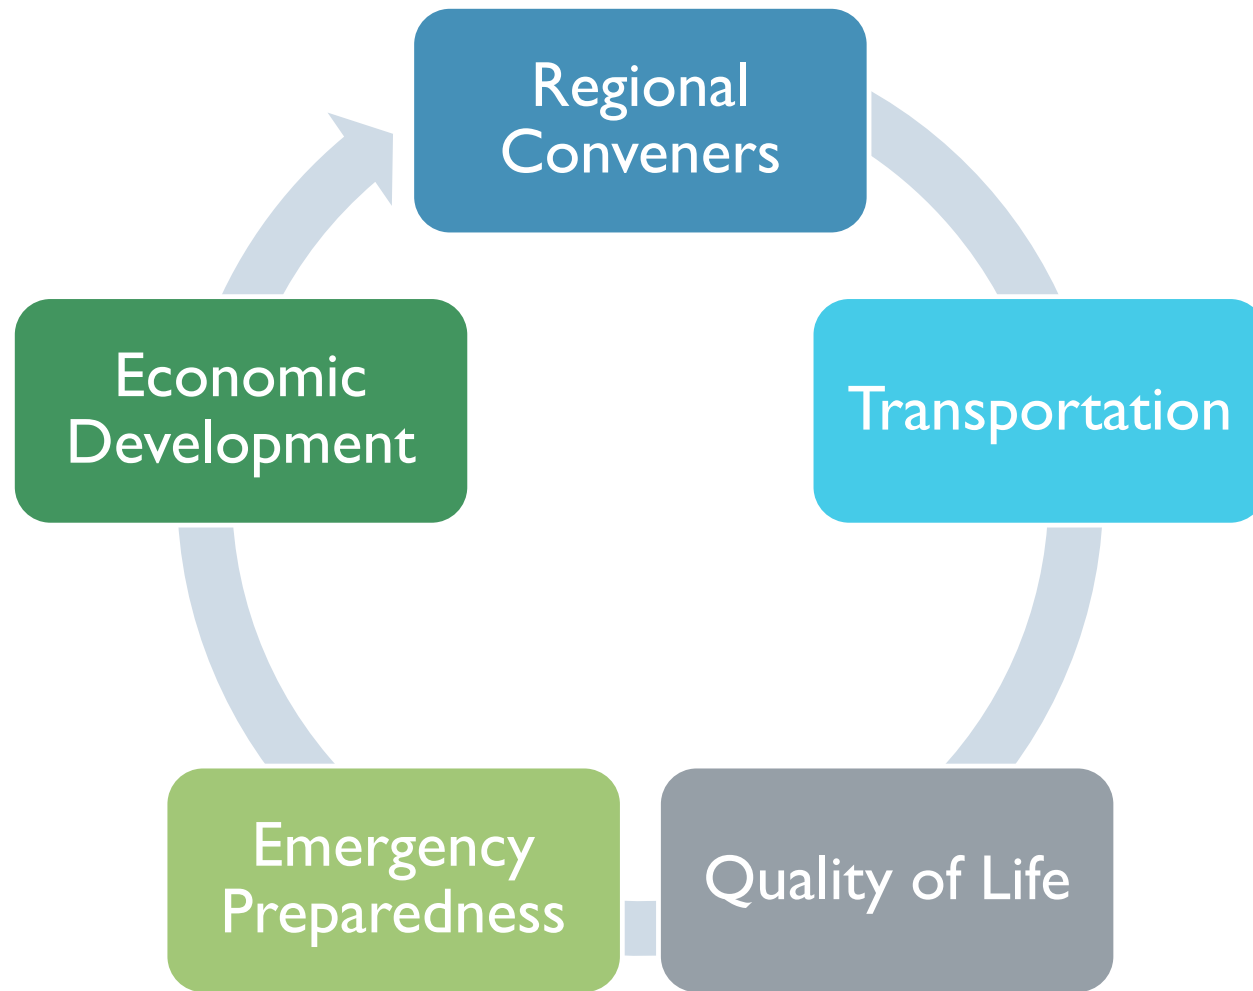 Regional
Conveners
Transportation
Quality of Life
Emergency
Preparedness
Economic
Development